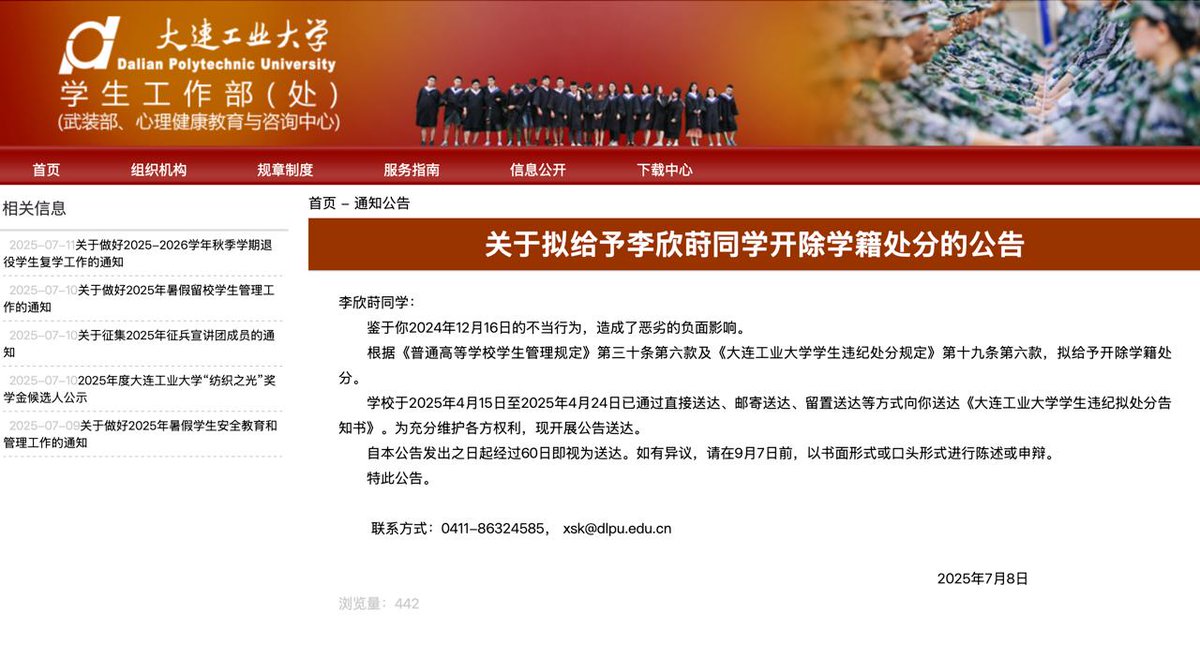 大连工业大学
Dalian Polytechnic University
学生工作部(处)
(武装部、心理健康教育与咨询中心)
首页 组织机构 规章制度 服务指南 信息公开 下载中心
相关信息
2025-07-11关于做好2025-2026学年秋季学期退
役学生复学工作的通知
2025-07-10关于做好2025年暑假留校学生管理工
作的通知
2025-07-10关于征集2025年征兵宣讲团成员的通
知
2025-07-102025年度大连工业大学“纺织之光”奖
学金候选人公示
2025-07-09关于做好2025年暑假学生安全教育和
管理工作的通知
首页 - 通知公告
关于拟给予李欣莳同学开除学籍处分的公告
李欣莳同学:
鉴于你2024年12月16日的不当行为，造成了恶劣的负面影响。
根据《普通高等学校学生管理规定》第三十条第六款及《大连工业大学学生违纪处分规定》第十九条第六款，拟给予开除学籍处
分。
学校于2025年4月15日至2025年4月24日已通过直接送达、邮寄送达、留置送达等方式向你送达《大连工业大学学生违纪拟处分告
知书》。为充分维护各方权利，现开展公告送达。
自本公告发出之日起经过60日即视为送达。如有异议，请在9月7日前，以书面形式或口头形式进行陈述或申辩。
特此公告。
联系方式：0411-86324585， xsk@dlpu.edu.cn
2025年7月8日
浏览量：442